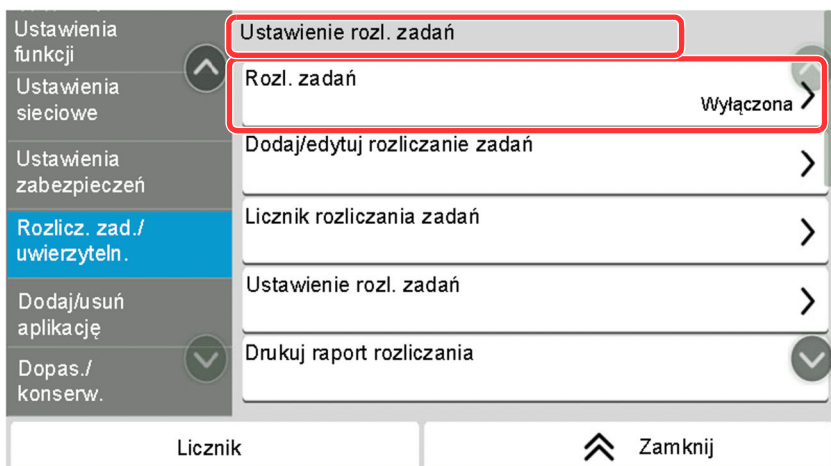 Ustawienia
funkcji
Ustawienia
sieciowe
Ustawienia
zabezpieczeń
Rozlicz. zad./
uwierzyteln.
Dodaj/usuń
aplikację
Dopas./
konserw.
Ustawienie rozl. zadań
Rozl. zadań
Wyłączona
Dodaj/edytuj rozliczanie zadań
Licznik rozliczania zadań
Ustawienie rozl. zadań
Drukuj raport rozliczania
Licznik
Zamknij